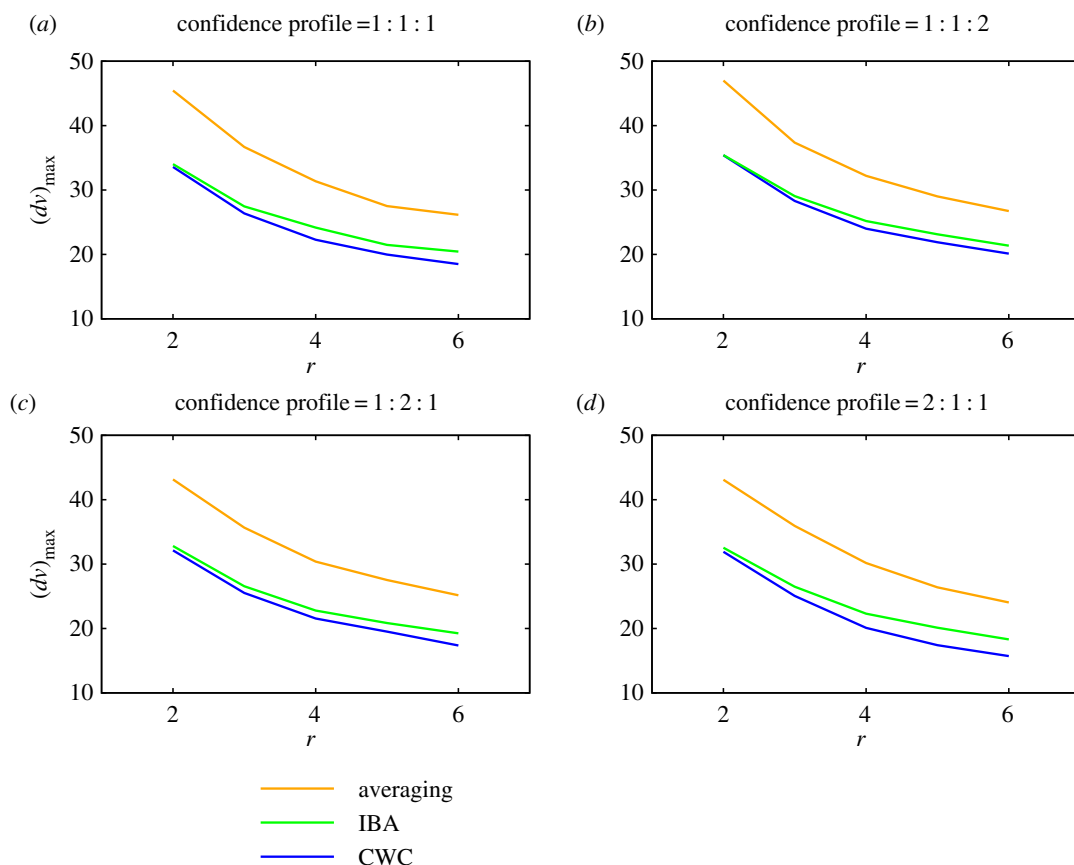 (a) confidence profile = 1 : 1 : 1
50
40
30
20
10
(dv)max
2 4 6
r
(b) confidence profile = 1 : 1 : 2
50
40
30
20
10
2 4 6
r
(c) confidence profile = 1 : 2 : 1
50
40
30
20
10
(dv)max
2 4 6
r
(d) confidence profile = 2 : 1 : 1
50
40
30
20
10
2 4 6
r
averaging
IBA
CWC